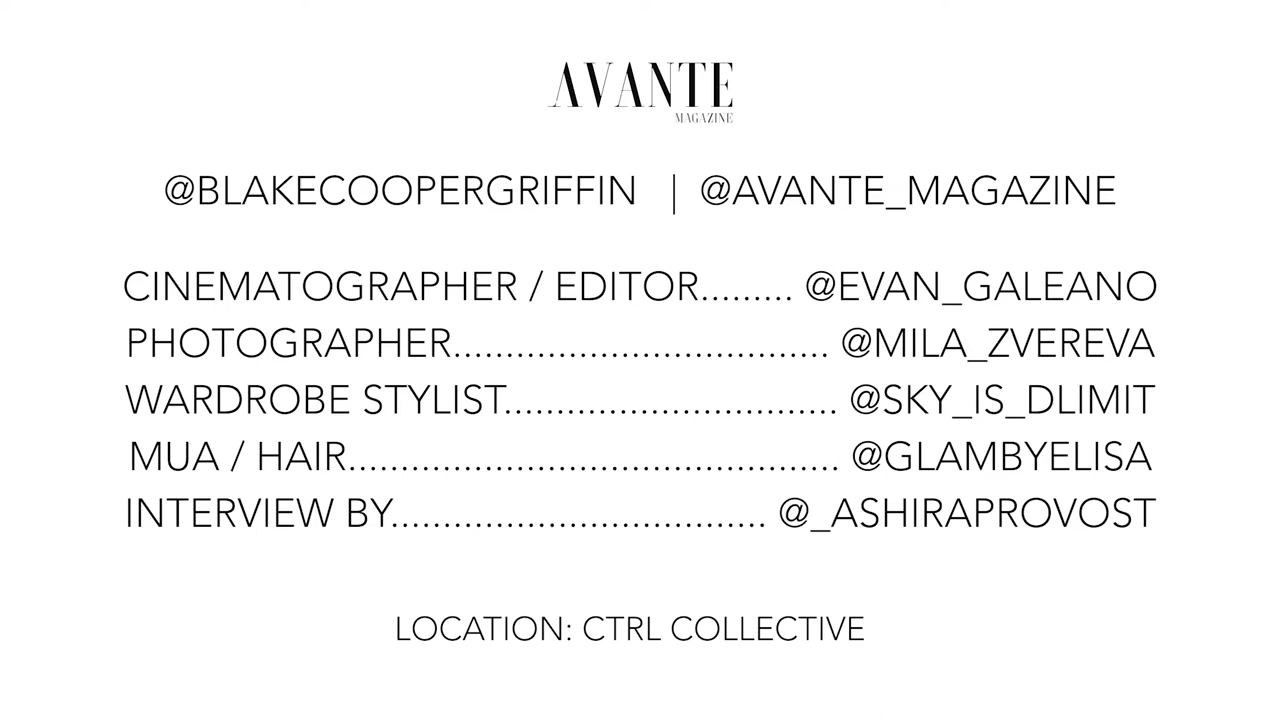 AVANTE
MAGAZINE
@BLAKECOOPERGRIFFIN | @AVANTE_MAGAZINE
CINEMATOGRAPHER / EDITOR......... @EVAN_GALEANO
PHOTOGRAPHER.................................... @MILA_ZVEREVA
WARDROBE STYLIST................................ @SKY_IS_DLIMIT
MUA / HAIR............................................... @GLAMBYELISA
INTERVIEW BY.................................... @_ASHIRAPROVOST
LOCATION: CTRL COLLECTIVE